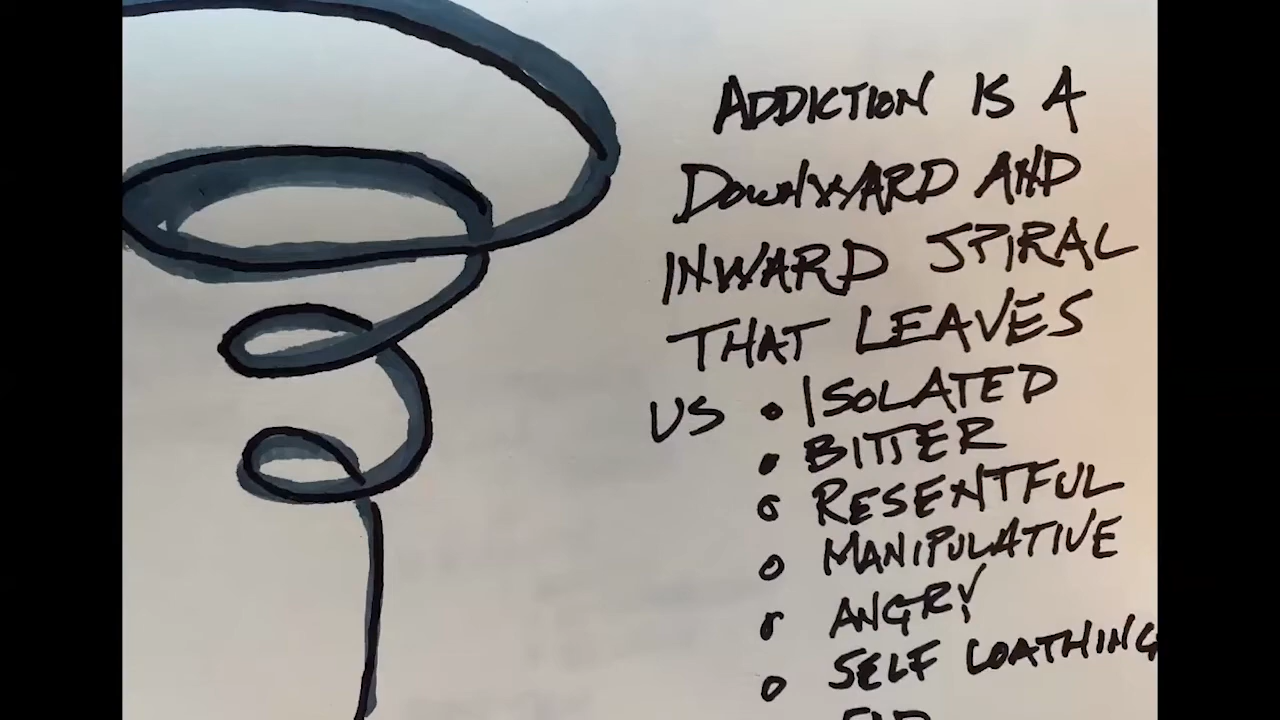 ADDICTION IS A
DOWNWARD AND
INWARD SPIRAL
THAT LEAVES
US • ISOLATED
• BITTER
• RESENTFUL
• MANIPULATIVE
• ANGRY
• SELF LOATHING